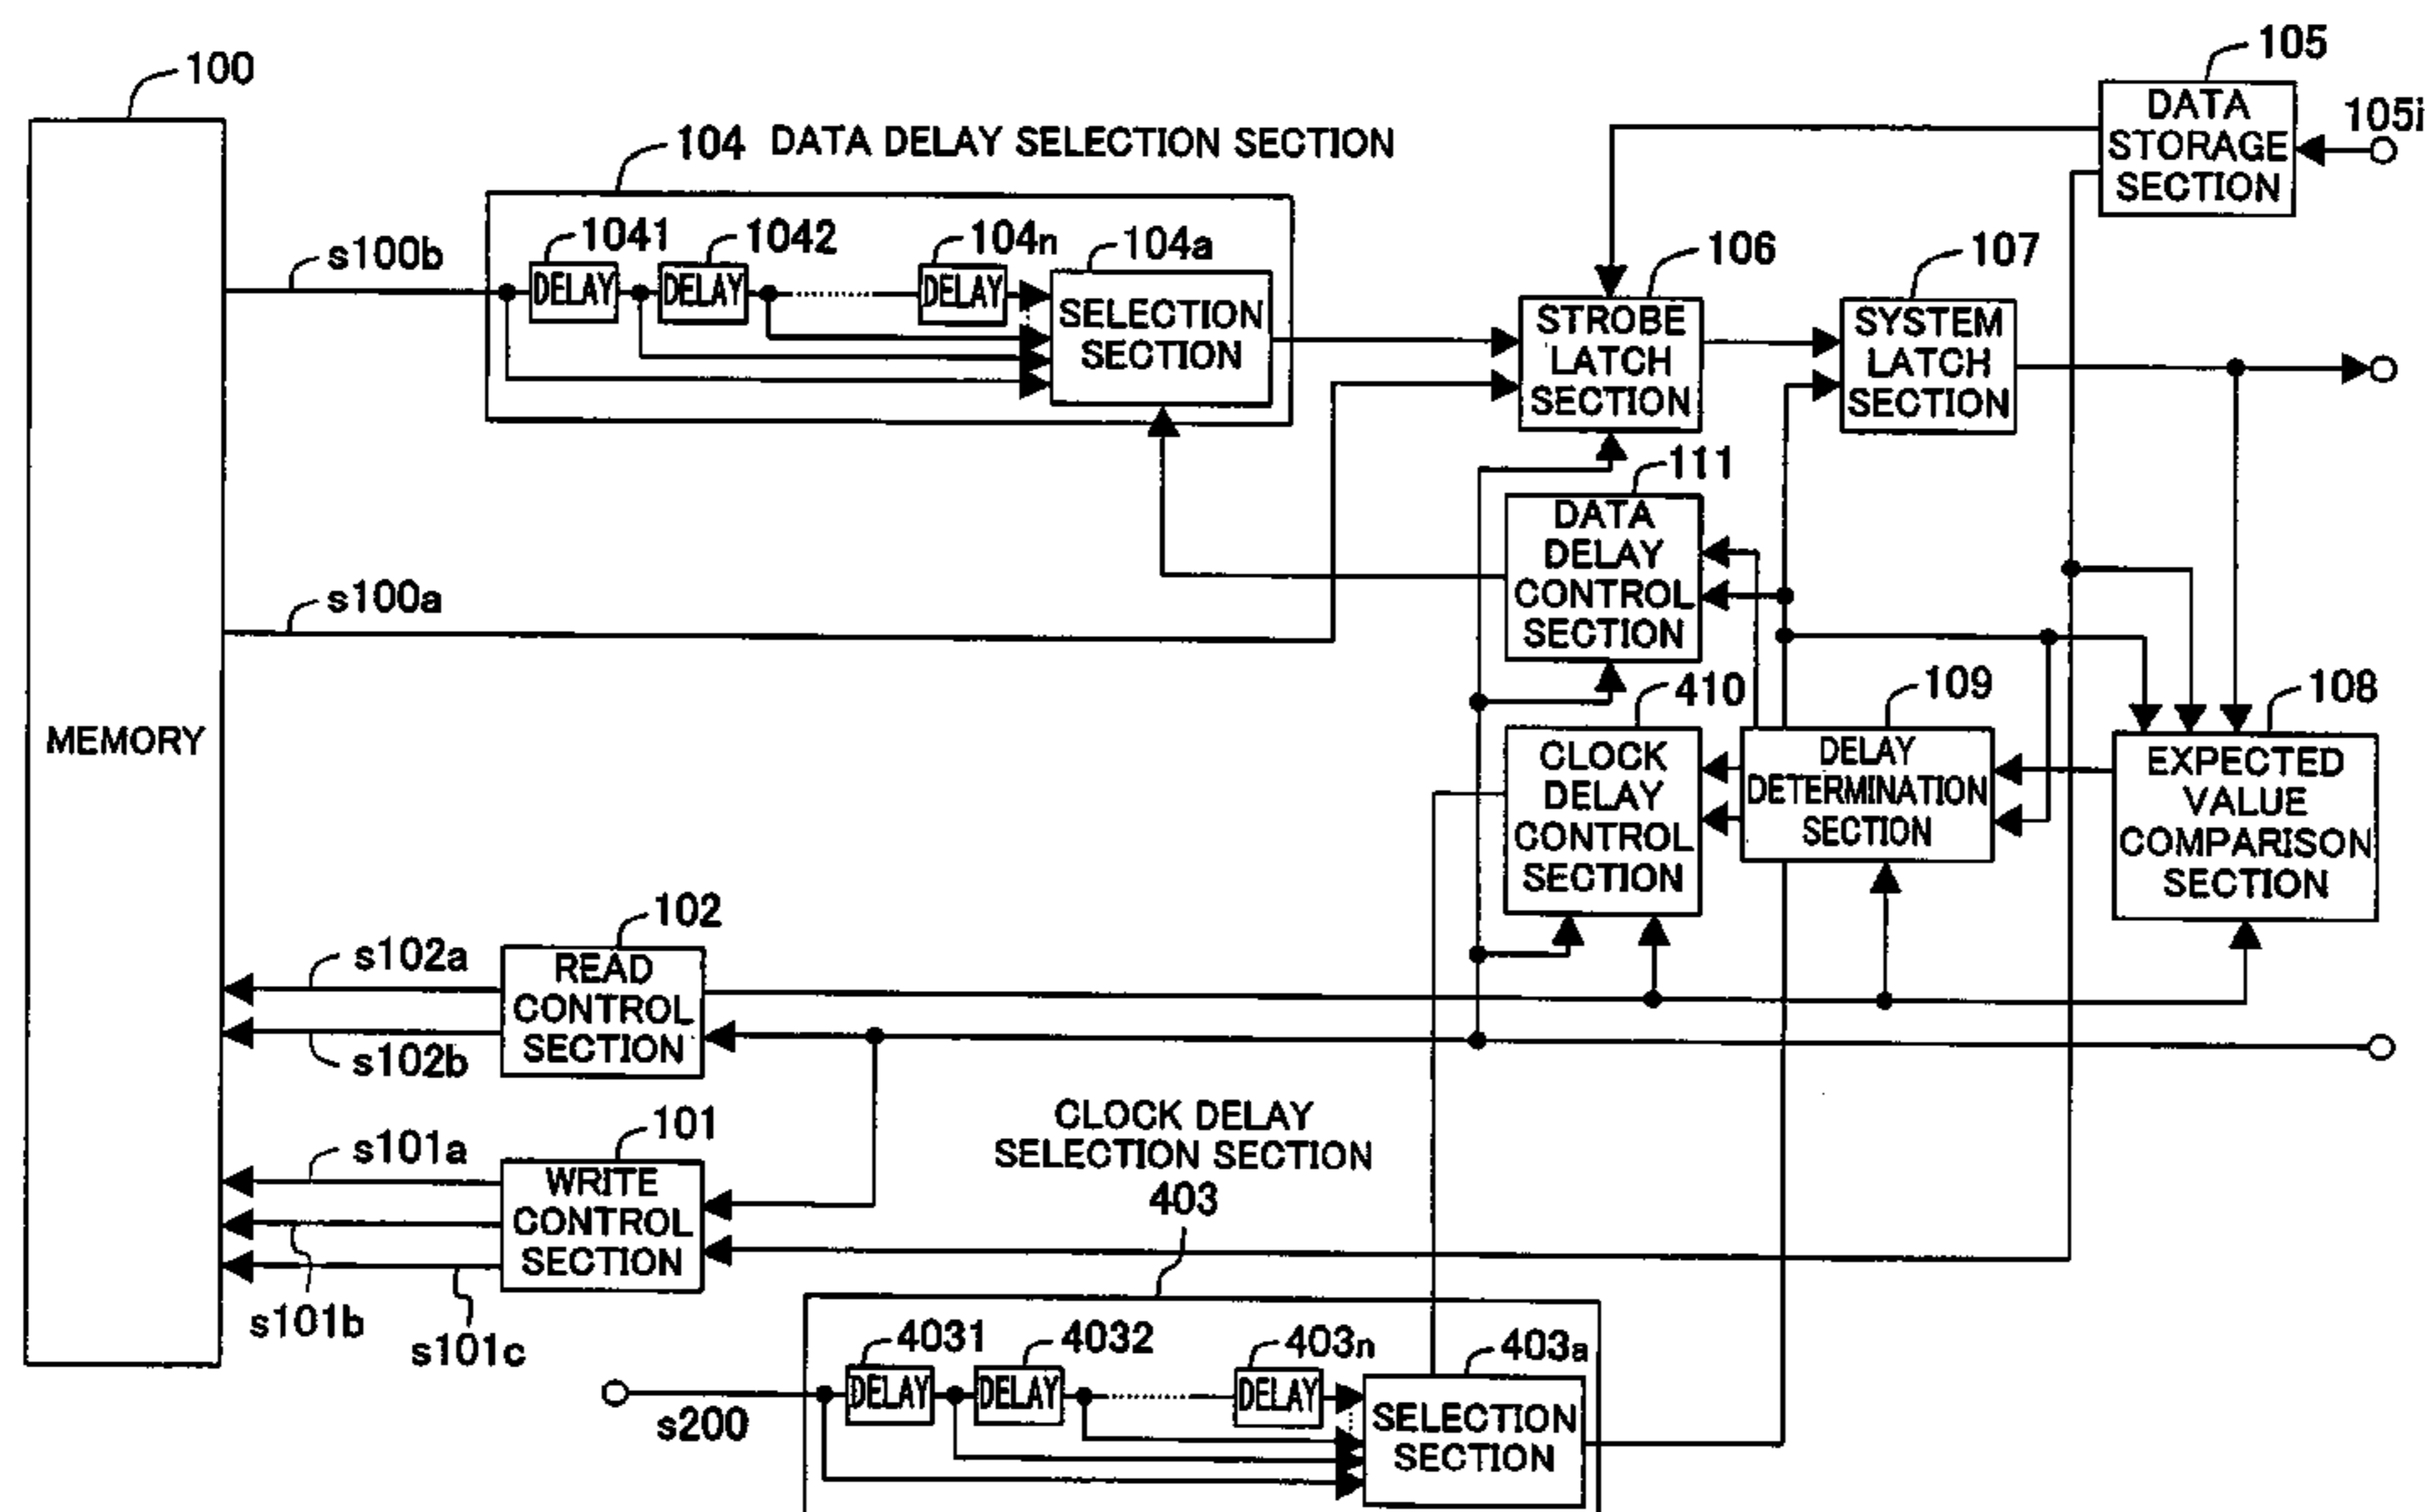 100
105
DATA
STORAGE
SECTION
105i
104 DATA DELAY SELECTION SECTION
s100b
1041
1042
104n
104a
DELAY
DELAY
DELAY
SELECTION
SECTION
106
STROBE
LATCH
SECTION
107
SYSTEM
LATCH
SECTION
111
DATA
DELAY
CONTROL
SECTION
s100a
MEMORY
410
CLOCK
DELAY
CONTROL
SECTION
109
DELAY
DETERMINATION
SECTION
108
EXPECTED
VALUE
COMPARISON
SECTION
102
READ
CONTROL
SECTION
s102a
s102b
101
WRITE
CONTROL
SECTION
s101a
s101b
s101c
CLOCK DELAY
SELECTION SECTION
403
s200
4031
4032
403n
403a
DELAY
DELAY
DELAY
SELECTION
SECTION